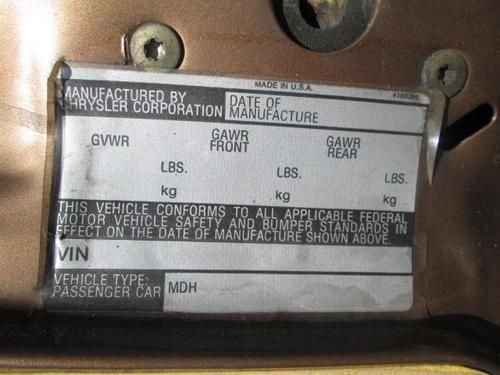 MADE IN U.S.A.
MANUFACTURED BY
CHRYSLER CORPORATION
DATE OF
MANUFACTURE
GVWR
GAWR
FRONT
GAWR
REAR
LBS.
LBS.
LBS.
kg
kg
kg
THIS VEHICLE CONFORMS TO ALL APPLICABLE FEDERAL
MOTOR VEHICLE SAFETY AND BUMPER STANDARDS IN
EFFECT ON THE DATE OF MANUFACTURE SHOWN ABOVE.
VIN
VEHICLE TYPE:
PASSENGER CAR
MDH